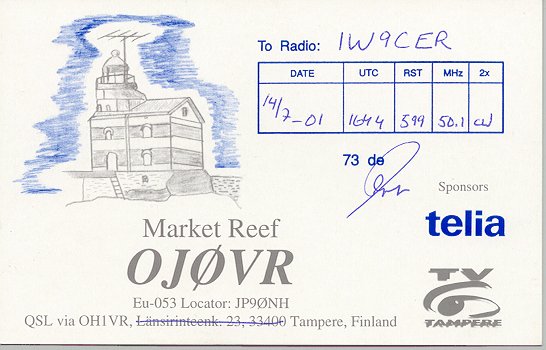 To Radio: IW9CER
DATE UTC RST MHz 2x
14/7-01 1644 599 50.1 CW
73 de
Sponsors
telia
Market Reef
OJØVR
Eu-053 Locator: JP9ØNH
QSL via OH1VR, Länsirinteenk. 23, 33400 Tampere, Finland
TV
TAMPERE